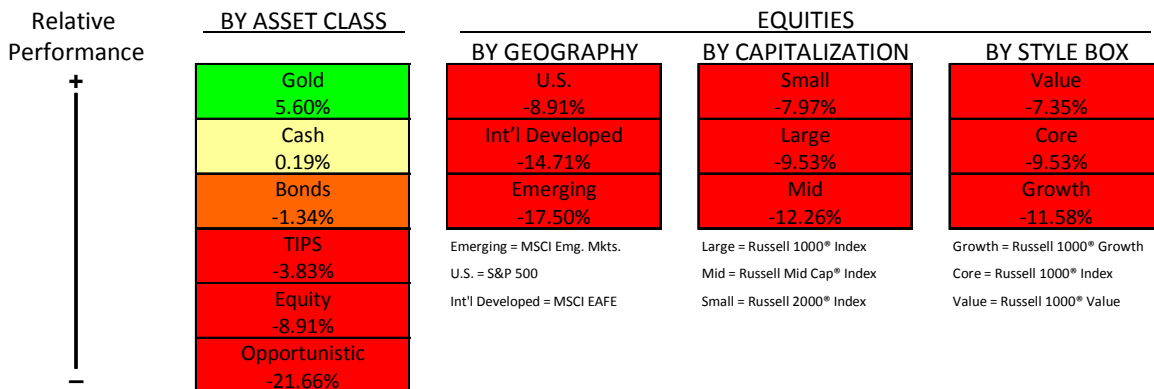 Relative
Performance
+
–
BY ASSET CLASS
Gold
5.60%
Cash
0.19%
Bonds
-1.34%
TIPS
-3.83%
Equity
-8.91%
Opportunistic
-21.66%
EQUITIES
BY GEOGRAPHY
U.S.
-8.91%
Int’l Developed
-14.71%
Emerging
-17.50%
Emerging = MSCI Emg. Mkts.
U.S. = S&P 500
Int'l Developed = MSCI EAFE
BY CAPITALIZATION
Small
-7.97%
Large
-9.53%
Mid
-12.26%
Large = Russell 1000® Index
Mid = Russell Mid Cap® Index
Small = Russell 2000® Index
BY STYLE BOX
Value
-7.35%
Core
-9.53%
Growth
-11.58%
Growth = Russell 1000® Growth
Core = Russell 1000® Index
Value = Russell 1000® Value